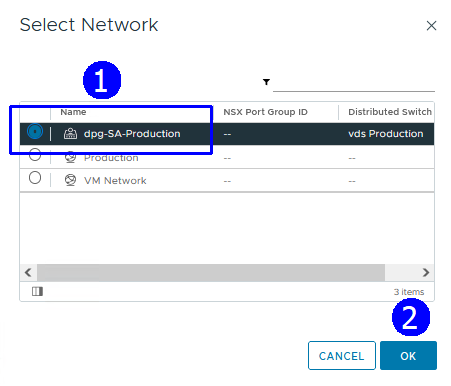 Select Network
1
Name NSX Port Group ID Distributed Switch
dpg-SA-Production -- vds Production
Production -- --
VM Network -- --
3 items
2
CANCEL OK